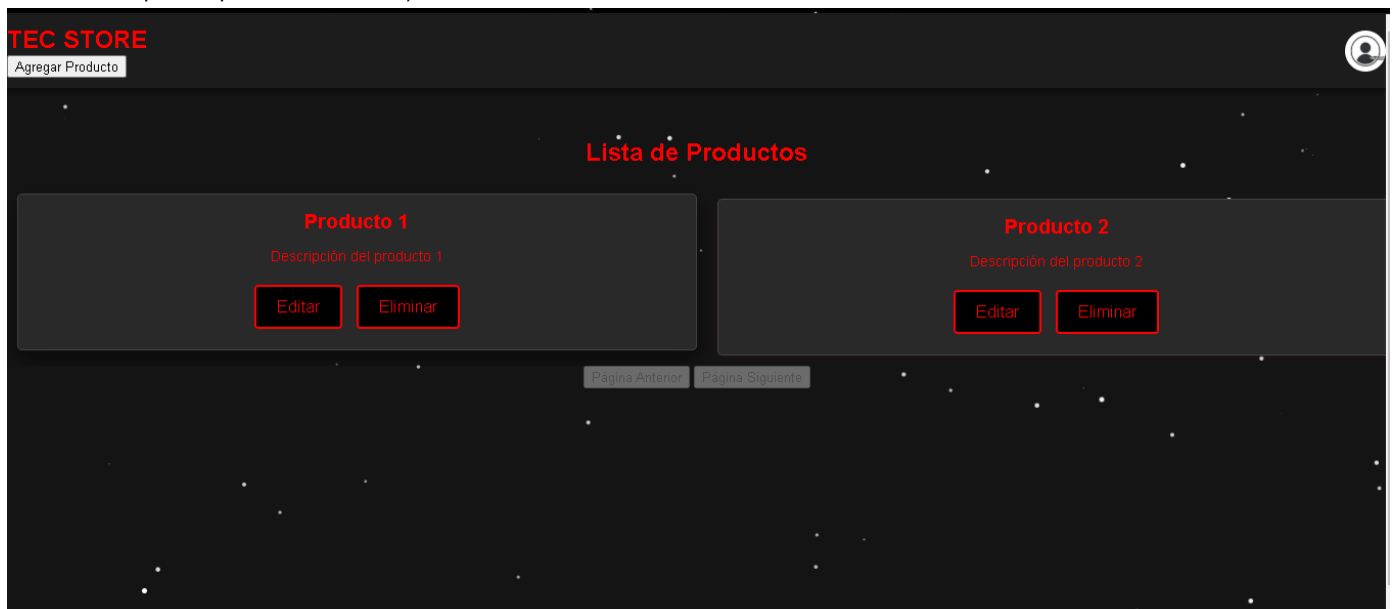 TEC STORE
Agregar Producto
Lista de Productos
Producto 1
Descripción del producto 1
Editar Eliminar
Producto 2
Descripción del producto 2
Editar Eliminar
Página Anterior Página Siguiente